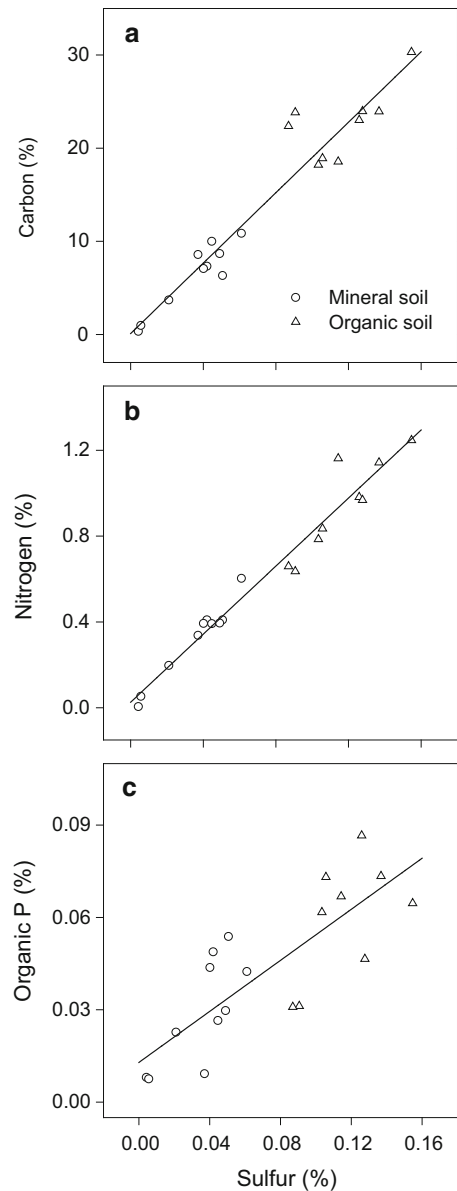 a
30
20
10
0
Carbon (%)
Mineral soil
Organic soil
b
1.2
0.8
0.4
0.0
Nitrogen (%)
c
0.09
0.06
0.03
0.00
Organic P (%)
0.00 0.04 0.08 0.12 0.16
Sulfur (%)